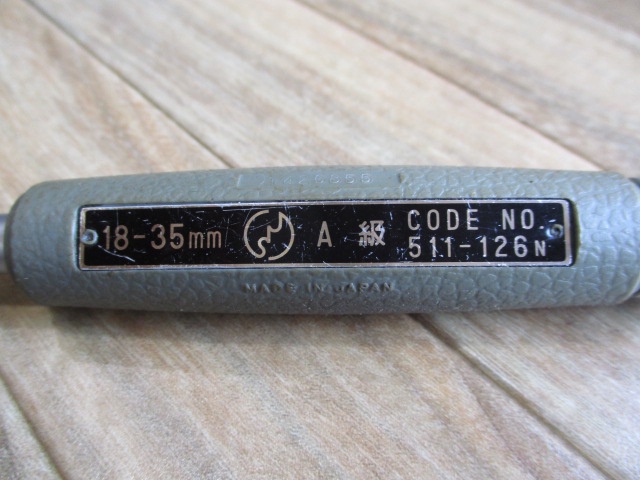 18-35mm A 級 CODE NO.
511-126N
MADE IN JAPAN